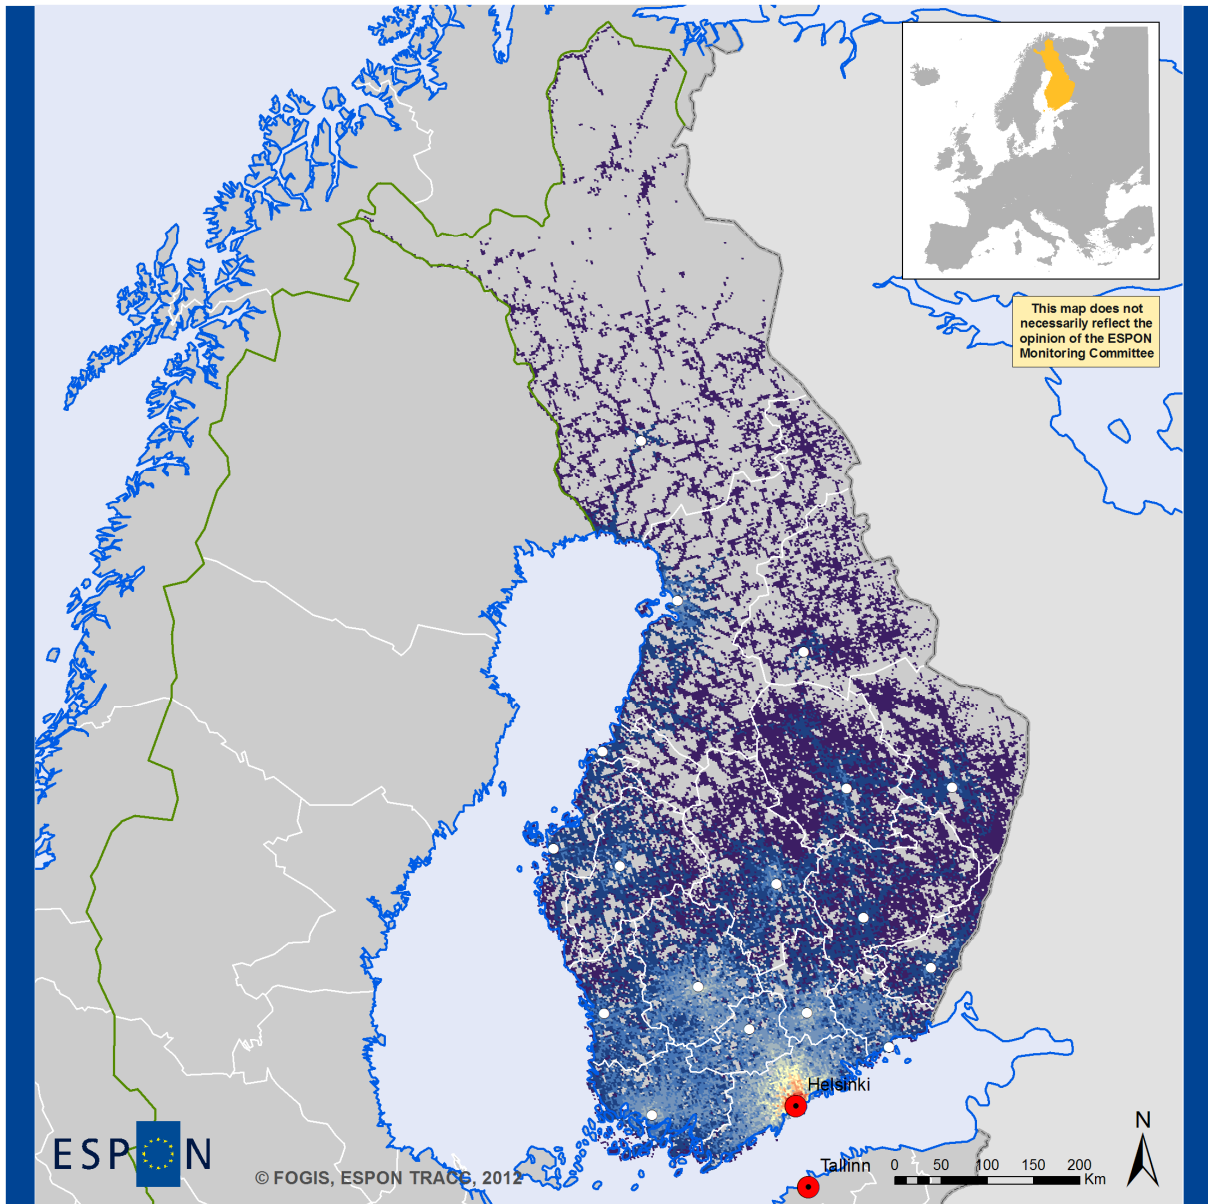 This map does not
necessarily reflect the
opinion of the ESPON
Monitoring Committee
Helsinki
Tallinn
N
0 50 100 150 200
Km
ESPON
© FOGIS, ESPON TRACC, 2012